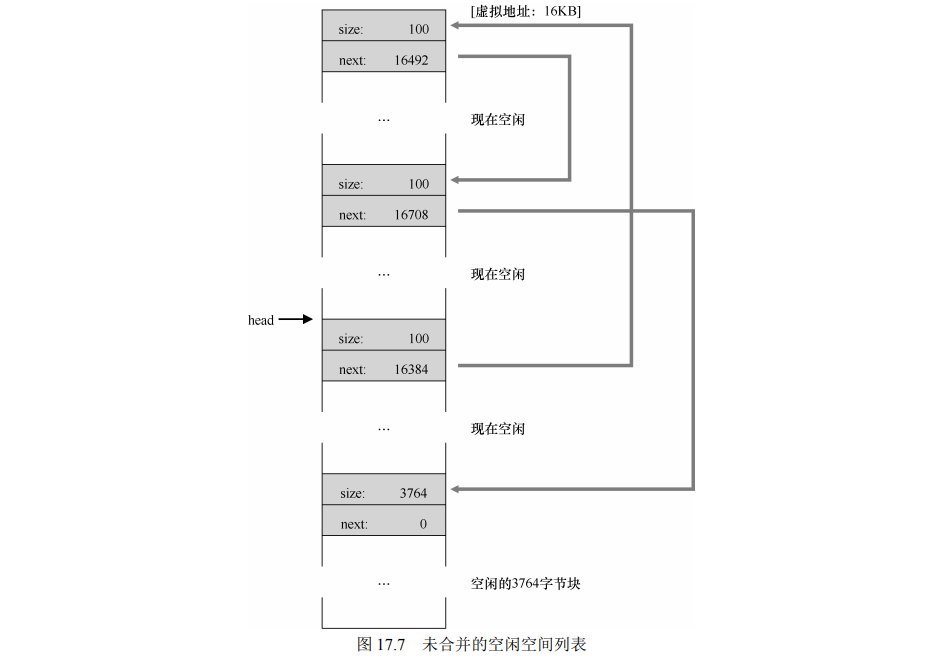 [虚拟地址：16KB]
size: 100
next: 16492
... 现在空闲
size: 100
next: 16708
... 现在空闲
head
size: 100
next: 16384
... 现在空闲
size: 3764
next: 0
... 空闲的3764字节块
图 17.7 未合并的空闲空间列表